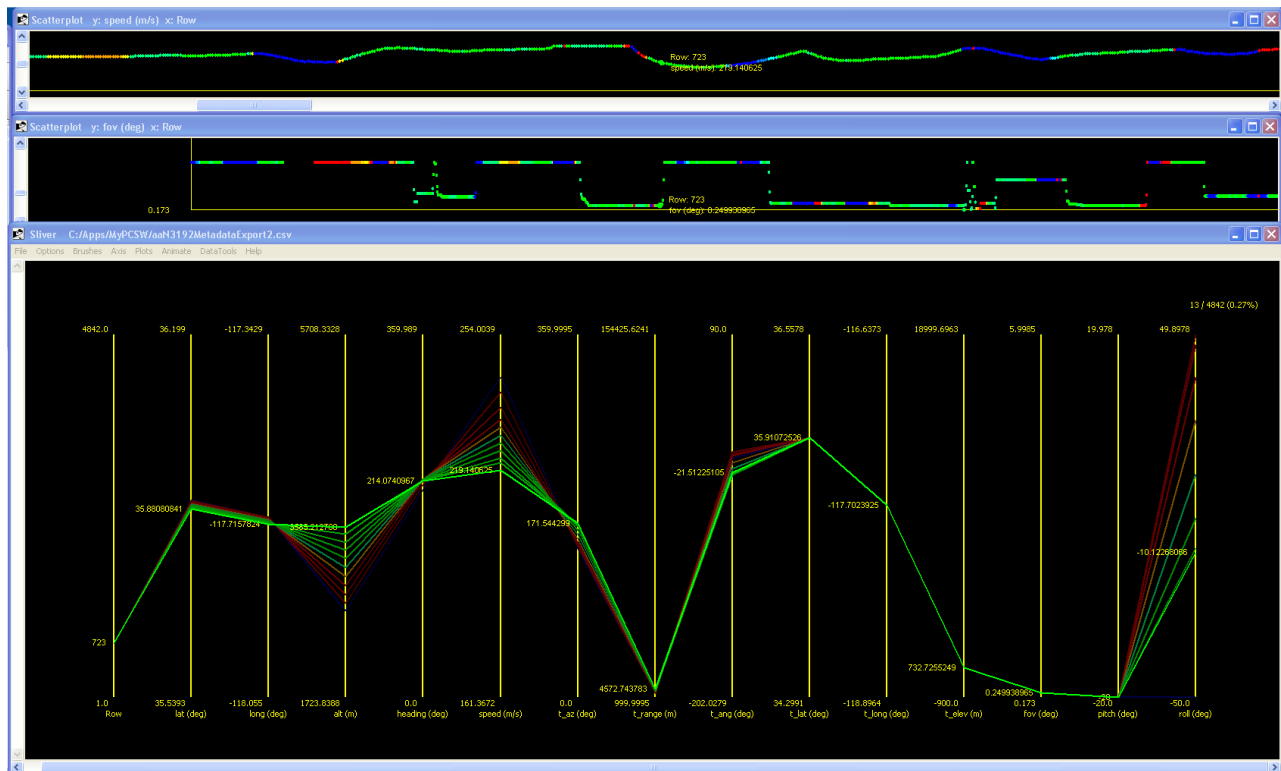 Scatterplot y: speed (m/s) x: Row
Row: 723
speed (m/s): 219.140625
Scatterplot y: fov (deg) x: Row
0.173
Row: 723
fov (deg): 0.249938965
Sliver C:/Apps/MyPCSW/aaN3192MetadataExport2.csv
File Options Brushes Axis Plots Animate DataTools Help
13 / 4842 (0.27%)
4842.0 36.199 -117.3429 5708.3328 359.989 254.0039 359.9995 154425.6241 90.0 36.5578 -116.6373 18999.6963 5.9985 19.978 49.8978
723 35.88080841 -117.7157824 3585.212708 214.0740967 219.140625 171.544299 4572.743783 -21.51225105 35.91072526 -117.7023925 732.7255249 0.249938965 -20 -10.12268066
1.0 35.5393 -118.055 1723.8388 0.0 161.3672 0.0 999.9995 -202.0279 34.2991 -118.8964 -900.0 0.173 -20.0 -50.0
Row lat (deg) long (deg) alt (m) heading (deg) speed (m/s) t_az (deg) t_range (m) t_ang (deg) t_lat (deg) t_long (deg) t_elev (m) fov (deg) pitch (deg) roll (deg)